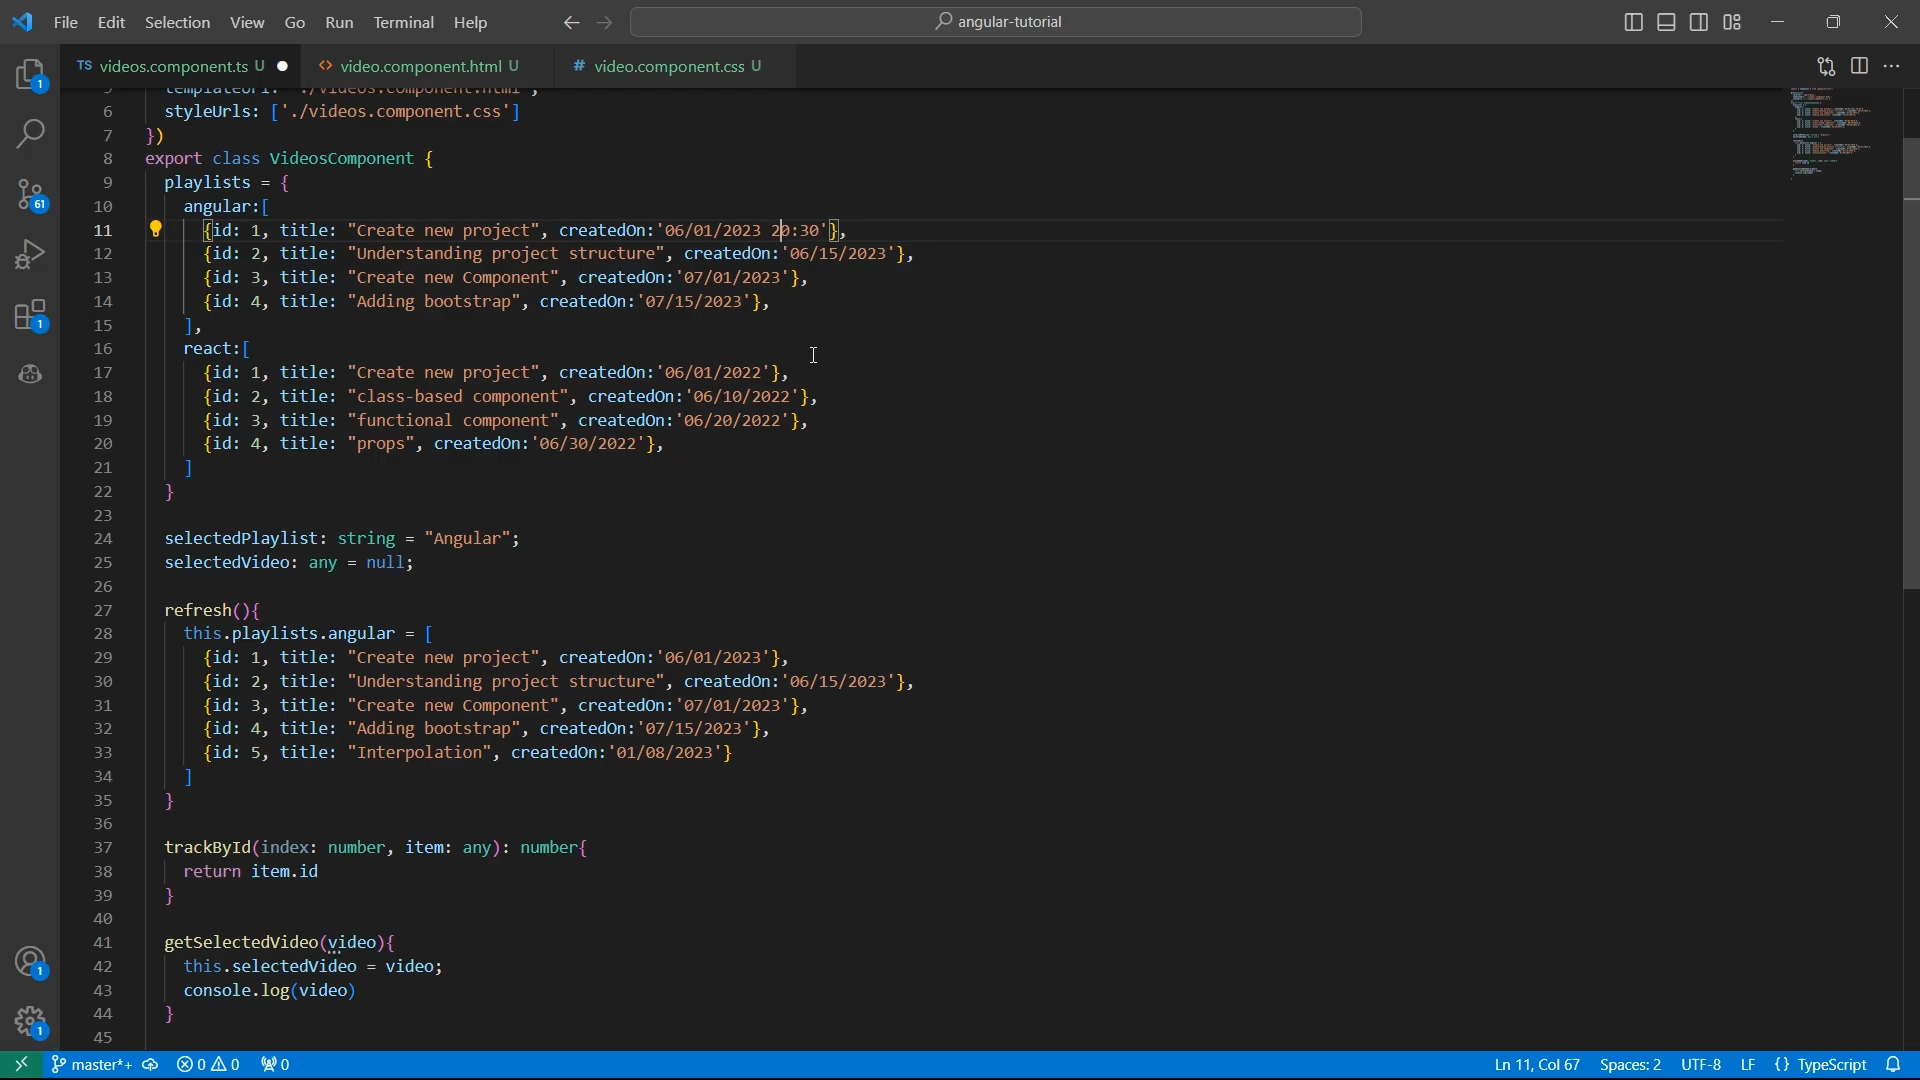 File Edit Selection View Go Run Terminal Help angular-tutorial
TS videos.component.ts U video.component.html U # video.component.css U
5 templateUrl: './videos.component.html',
6 styleUrls: ['./videos.component.css']
7 })
8 export class VideosComponent {
9 playlists = {
10 angular:[
11 {id: 1, title: "Create new project", createdOn:'06/01/2023 20:30'},
12 {id: 2, title: "Understanding project structure", createdOn:'06/15/2023'},
13 {id: 3, title: "Create new Component", createdOn:'07/01/2023'},
14 {id: 4, title: "Adding bootstrap", createdOn:'07/15/2023'},
15 ],
16 react:[
17 {id: 1, title: "Create new project", createdOn:'06/01/2022'},
18 {id: 2, title: "class-based component", createdOn:'06/10/2022'},
19 {id: 3, title: "functional component", createdOn:'06/20/2022'},
20 {id: 4, title: "props", createdOn:'06/30/2022'},
21 ]
22 }
23
24 selectedPlaylist: string = "Angular";
25 selectedVideo: any = null;
26
27 refresh(){
28 this.playlists.angular = [
29 {id: 1, title: "Create new project", createdOn:'06/01/2023'},
30 {id: 2, title: "Understanding project structure", createdOn:'06/15/2023'},
31 {id: 3, title: "Create new Component", createdOn:'07/01/2023'},
32 {id: 4, title: "Adding bootstrap", createdOn:'07/15/2023'},
33 {id: 5, title: "Interpolation", createdOn:'01/08/2023'}
34 ]
35 }
36
37 trackById(index: number, item: any): number{
38 return item.id
39 }
40
41 getSelectedVideo(video){
42 this.selectedVideo = video;
43 console.log(video)
44 }
45
1
61
1
1
1
master*+ 0 0 0 Ln 11, Col 67 Spaces: 2 UTF-8 LF {} TypeScript